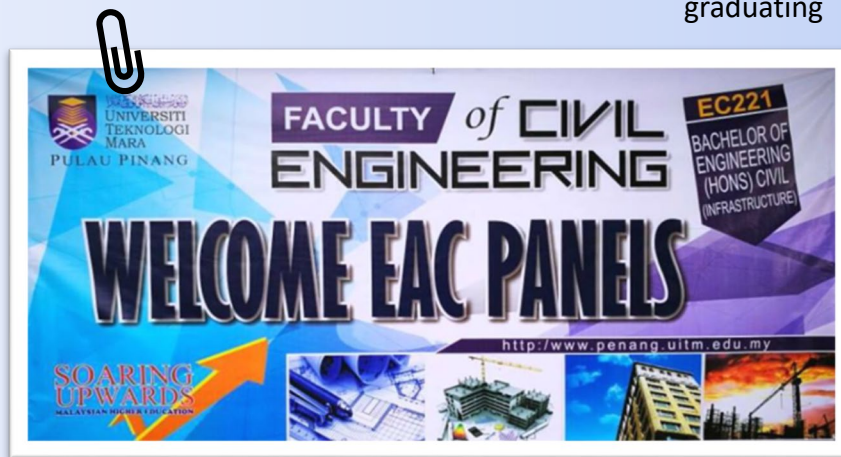 graduating
UNIVERSITI
TEKNOLOGI
MARA
PULAU PINANG
FACULTY of CIVIL
ENGINEERING
EC221
BACHELOR OF
ENGINEERING
(HONS) CIVIL
(INFRASTRUCTURE)
WELCOME EAC PANELS
http:/www.penang.uitm.edu.my
SOARING
UPWARDS
MALAYSIAN HIGHER EDUCATION